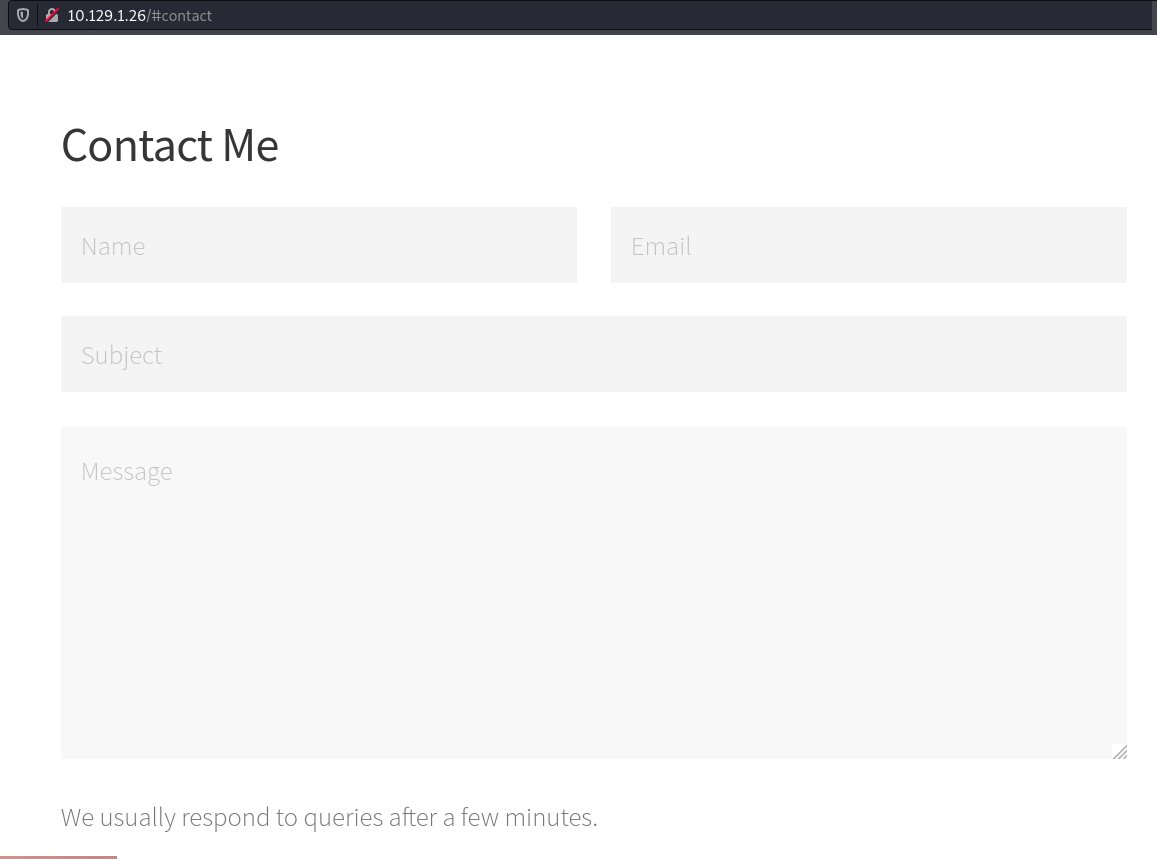 10.129.1.26/#contact
Contact Me
Name
Email
Subject
Message
We usually respond to queries after a few minutes.